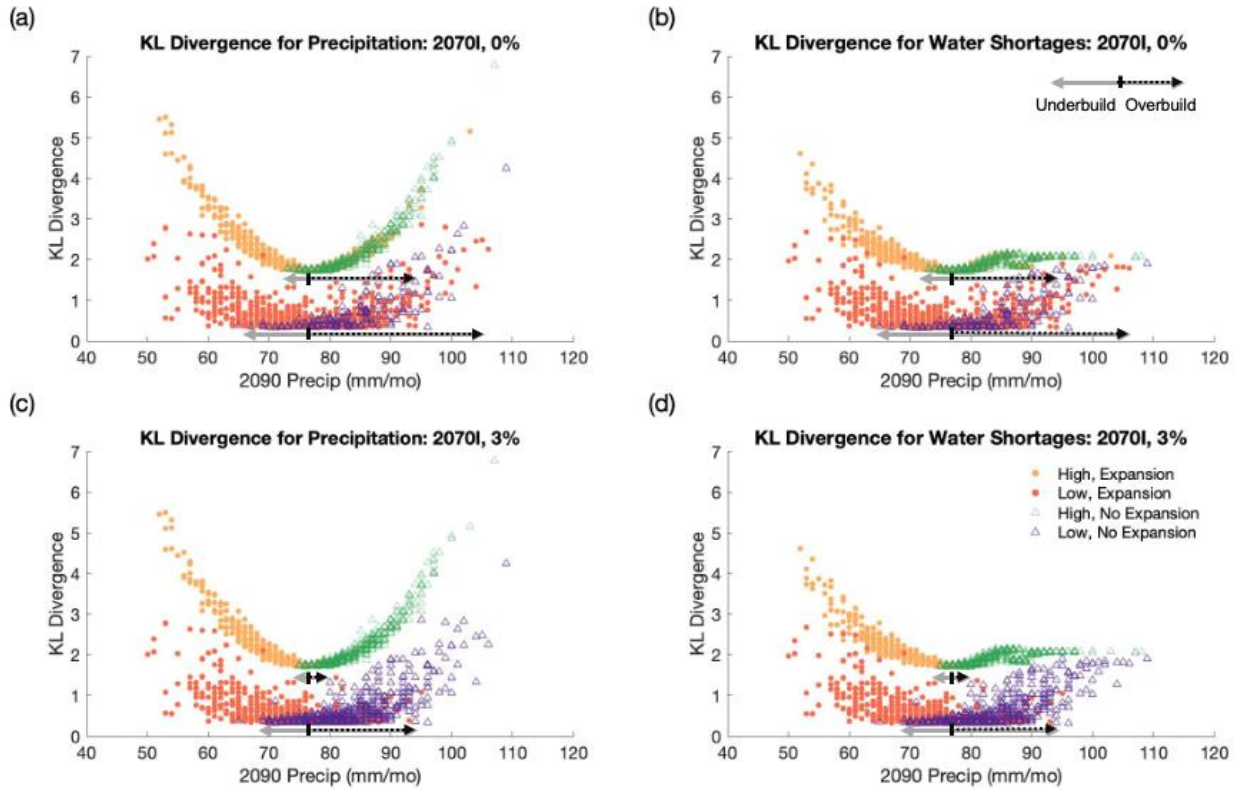 (a)
KL Divergence for Precipitation: 2070I, 0%
7
6
5
4
3
2
1
0
KL Divergence
40 50 60 70 80 90 100 110 120
2090 Precip (mm/mo)
(b)
KL Divergence for Water Shortages: 2070I, 0%
Underbuild Overbuild
7
6
5
4
3
2
1
0
KL Divergence
40 50 60 70 80 90 100 110 120
2090 Precip (mm/mo)
(c)
KL Divergence for Precipitation: 2070I, 3%
7
6
5
4
3
2
1
0
KL Divergence
40 50 60 70 80 90 100 110 120
2090 Precip (mm/mo)
(d)
KL Divergence for Water Shortages: 2070I, 3%
High, Expansion
Low, Expansion
High, No Expansion
Low, No Expansion
7
6
5
4
3
2
1
0
KL Divergence
40 50 60 70 80 90 100 110 120
2090 Precip (mm/mo)